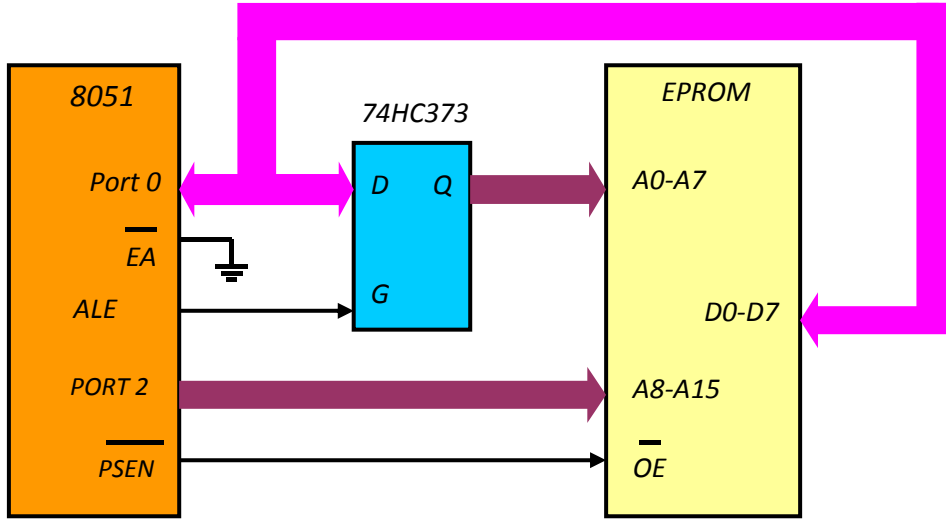 8051
Port 0
EA
ALE
PORT 2
PSEN
74HC373
D Q
G
EPROM
A0-A7
D0-D7
A8-A15
OE